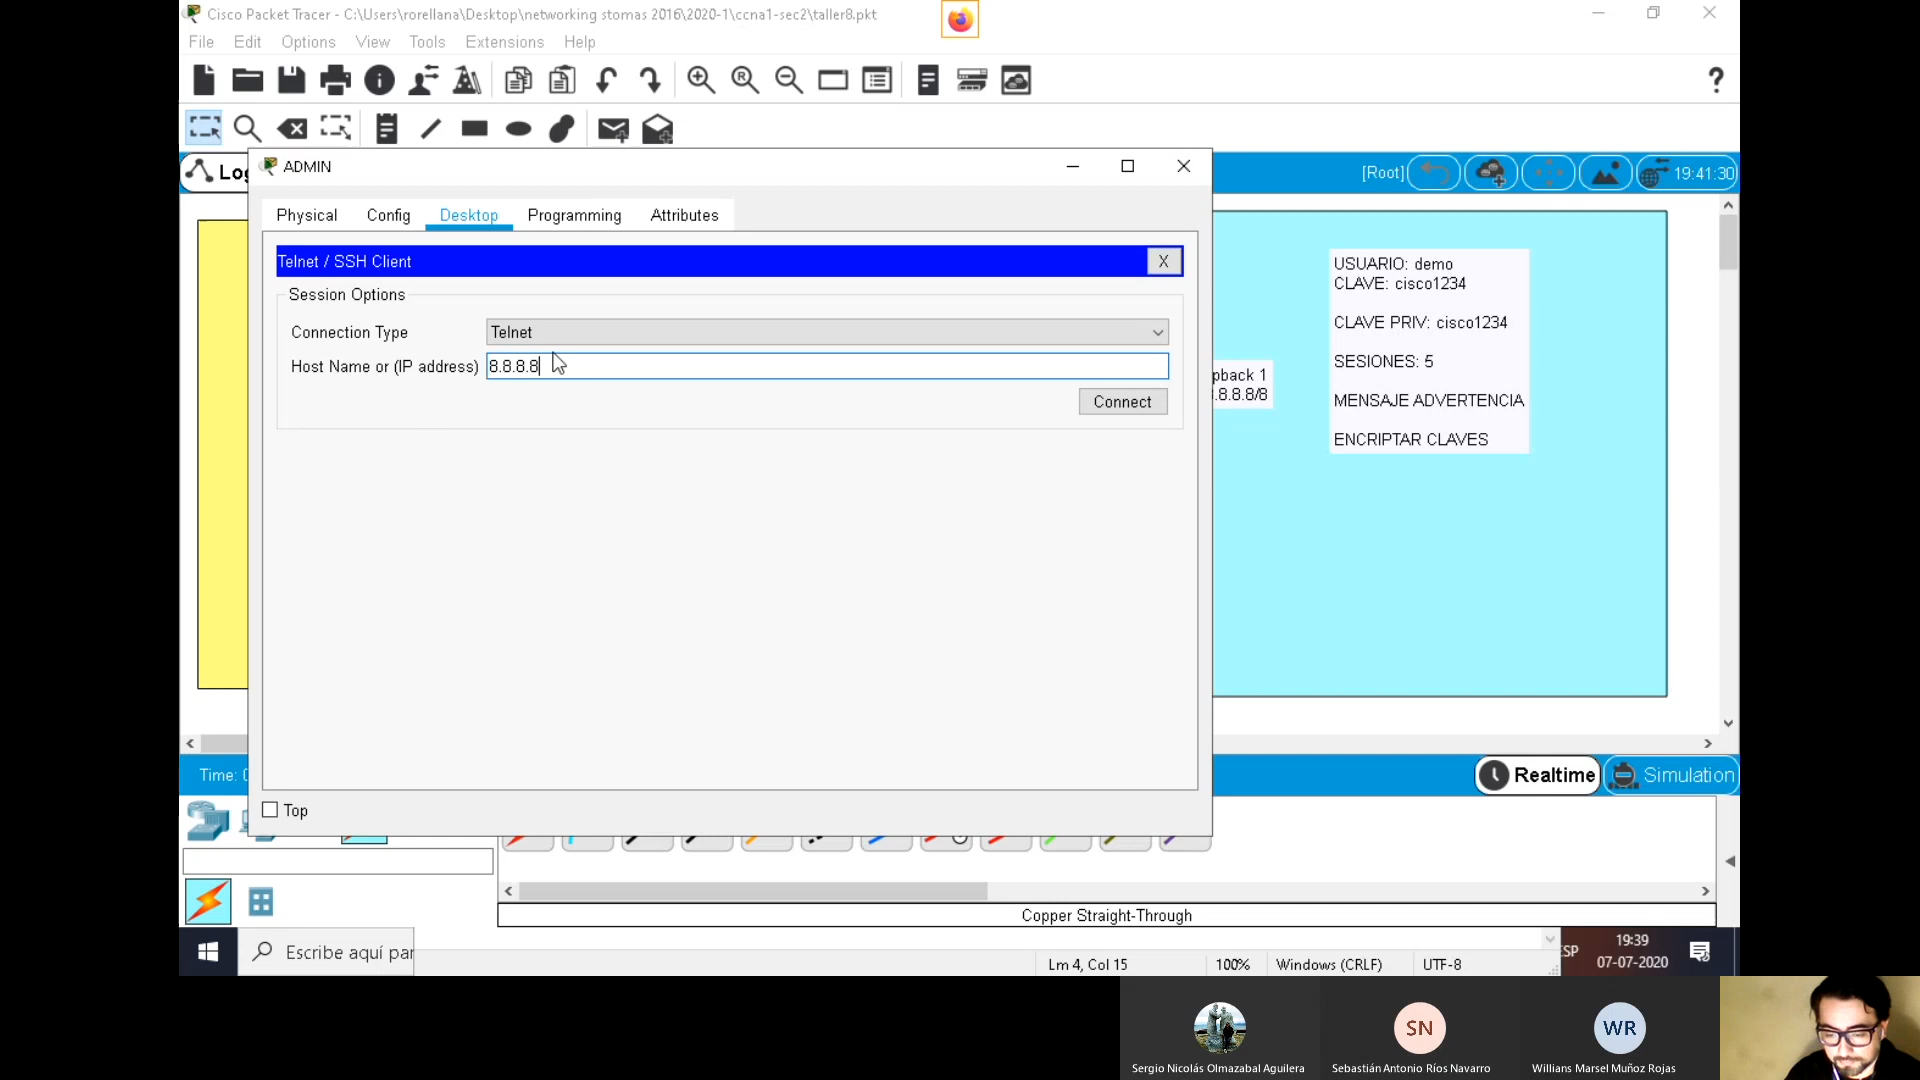 Cisco Packet Tracer - C:\Users\rorellana\Desktop\networking stomas 2016\2020-1\ccna1-sec2\taller8.pkt
File Edit Options View Tools Extensions Help
ADMIN
[Root]
19:41:30
Physical Config Desktop Programming Attributes
Telnet / SSH Client
X
Session Options
Connection Type
Telnet
Host Name or (IP address)
8.8.8.8
Connect
pback 1
.8.8.8/8
USUARIO: demo
CLAVE: cisco1234
CLAVE PRIV: cisco1234
SESIONES: 5
MENSAJE ADVERTENCIA
ENCRIPTAR CLAVES
Time:
Realtime
Simulation
Top
Copper Straight-Through
Escribe aquí par
Lm 4, Col 15
100%
Windows (CRLF)
UTF-8
19:39
07-07-2020
SN
WR
Sergio Nicolás Olmazabal Aguilera
Sebastián Antonio Ríos Navarro
Willians Marsel Muñoz Rojas